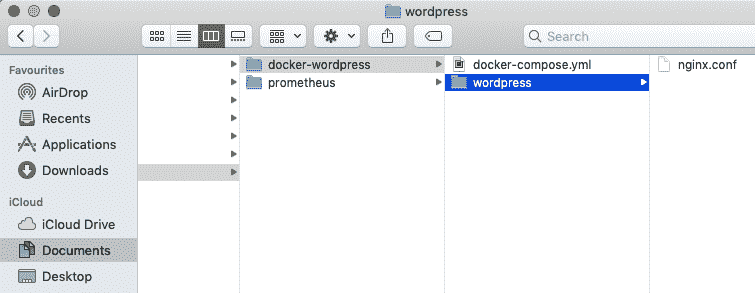 wordpress
Search
Favourites
AirDrop
Recents
Applications
Downloads
iCloud
iCloud Drive
Documents
Desktop
docker-wordpress
prometheus
docker-compose.yml
wordpress
nginx.conf